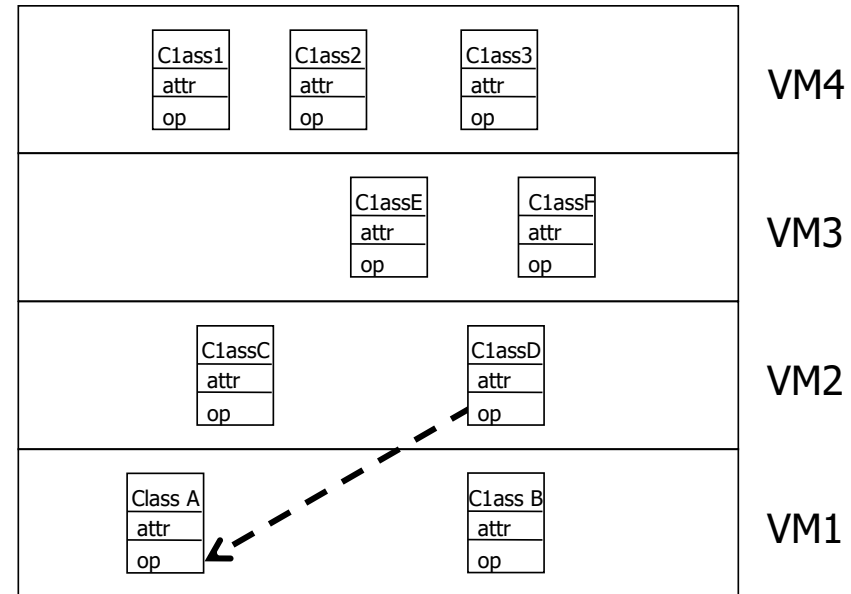 C1ass1
attr
op
C1ass2
attr
op
C1ass3
attr
op
VM4
C1assE
attr
op
C1assF
attr
op
VM3
C1assC
attr
op
C1assD
attr
op
VM2
Class A
attr
op
C1ass B
attr
op
VM1